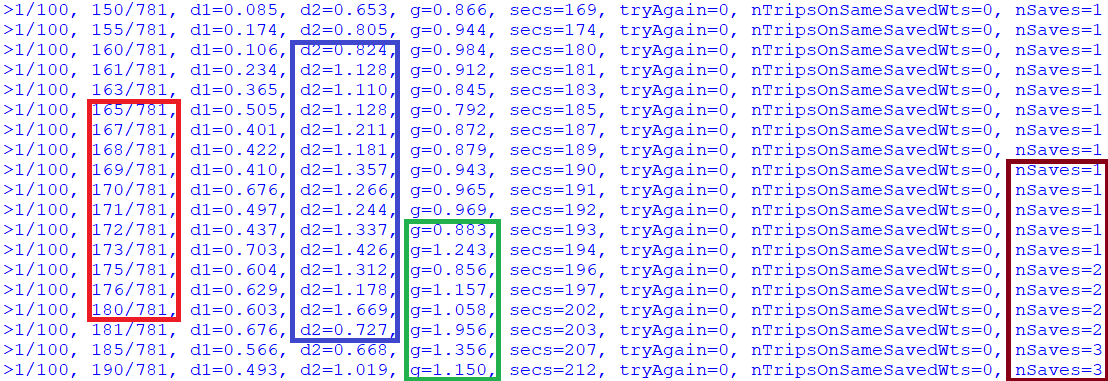 >1/100, 150/781, d1=0.085, d2=0.653, g=0.866, secs=169, tryAgain=0, nTripsOnSameSavedWts=0, nSaves=1
>1/100, 155/781, d1=0.174, d2=0.805, g=0.944, secs=174, tryAgain=0, nTripsOnSameSavedWts=0, nSaves=1
>1/100, 160/781, d1=0.106, d2=0.824, g=0.984, secs=180, tryAgain=0, nTripsOnSameSavedWts=0, nSaves=1
>1/100, 161/781, d1=0.234, d2=1.128, g=0.912, secs=181, tryAgain=0, nTripsOnSameSavedWts=0, nSaves=1
>1/100, 163/781, d1=0.365, d2=1.110, g=0.845, secs=183, tryAgain=0, nTripsOnSameSavedWts=0, nSaves=1
>1/100, 165/781, d1=0.505, d2=1.128, g=0.792, secs=185, tryAgain=0, nTripsOnSameSavedWts=0, nSaves=1
>1/100, 167/781, d1=0.401, d2=1.211, g=0.872, secs=187, tryAgain=0, nTripsOnSameSavedWts=0, nSaves=1
>1/100, 168/781, d1=0.422, d2=1.181, g=0.879, secs=189, tryAgain=0, nTripsOnSameSavedWts=0, nSaves=1
>1/100, 169/781, d1=0.410, d2=1.357, g=0.943, secs=190, tryAgain=0, nTripsOnSameSavedWts=0, nSaves=1
>1/100, 170/781, d1=0.676, d2=1.266, g=0.965, secs=191, tryAgain=0, nTripsOnSameSavedWts=0, nSaves=1
>1/100, 171/781, d1=0.497, d2=1.244, g=0.969, secs=192, tryAgain=0, nTripsOnSameSavedWts=0, nSaves=1
>1/100, 172/781, d1=0.437, d2=1.337, g=0.883, secs=193, tryAgain=0, nTripsOnSameSavedWts=0, nSaves=1
>1/100, 173/781, d1=0.703, d2=1.426, g=1.243, secs=194, tryAgain=0, nTripsOnSameSavedWts=0, nSaves=1
>1/100, 175/781, d1=0.604, d2=1.312, g=0.856, secs=196, tryAgain=0, nTripsOnSameSavedWts=0, nSaves=2
>1/100, 176/781, d1=0.629, d2=1.178, g=1.157, secs=197, tryAgain=0, nTripsOnSameSavedWts=0, nSaves=2
>1/100, 180/781, d1=0.603, d2=1.669, g=1.058, secs=202, tryAgain=0, nTripsOnSameSavedWts=0, nSaves=2
>1/100, 181/781, d1=0.676, d2=0.727, g=1.956, secs=203, tryAgain=0, nTripsOnSameSavedWts=0, nSaves=2
>1/100, 185/781, d1=0.566, d2=0.668, g=1.356, secs=207, tryAgain=0, nTripsOnSameSavedWts=0, nSaves=3
>1/100, 190/781, d1=0.493, d2=1.019, g=1.150, secs=212, tryAgain=0, nTripsOnSameSavedWts=0, nSaves=3